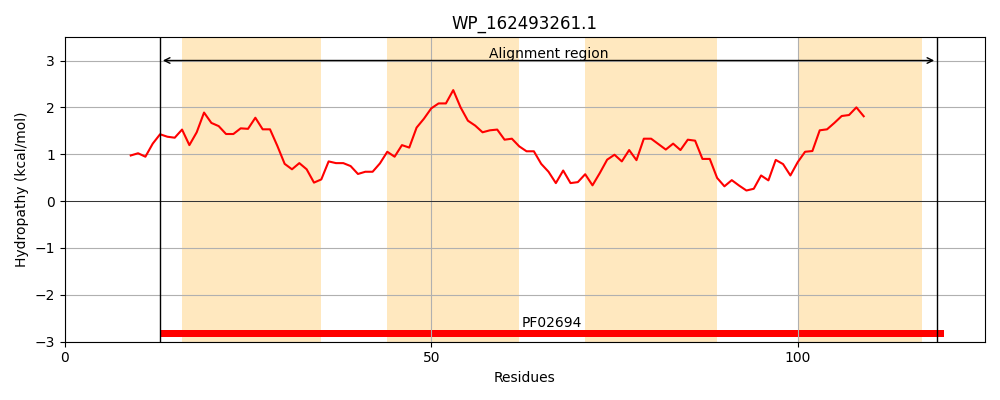 WP_162493261.1
Alignment region
3
2
1
0
−1
−2
−3
Hydropathy (kcal/mol)
PF02694
0
50
100
Residues